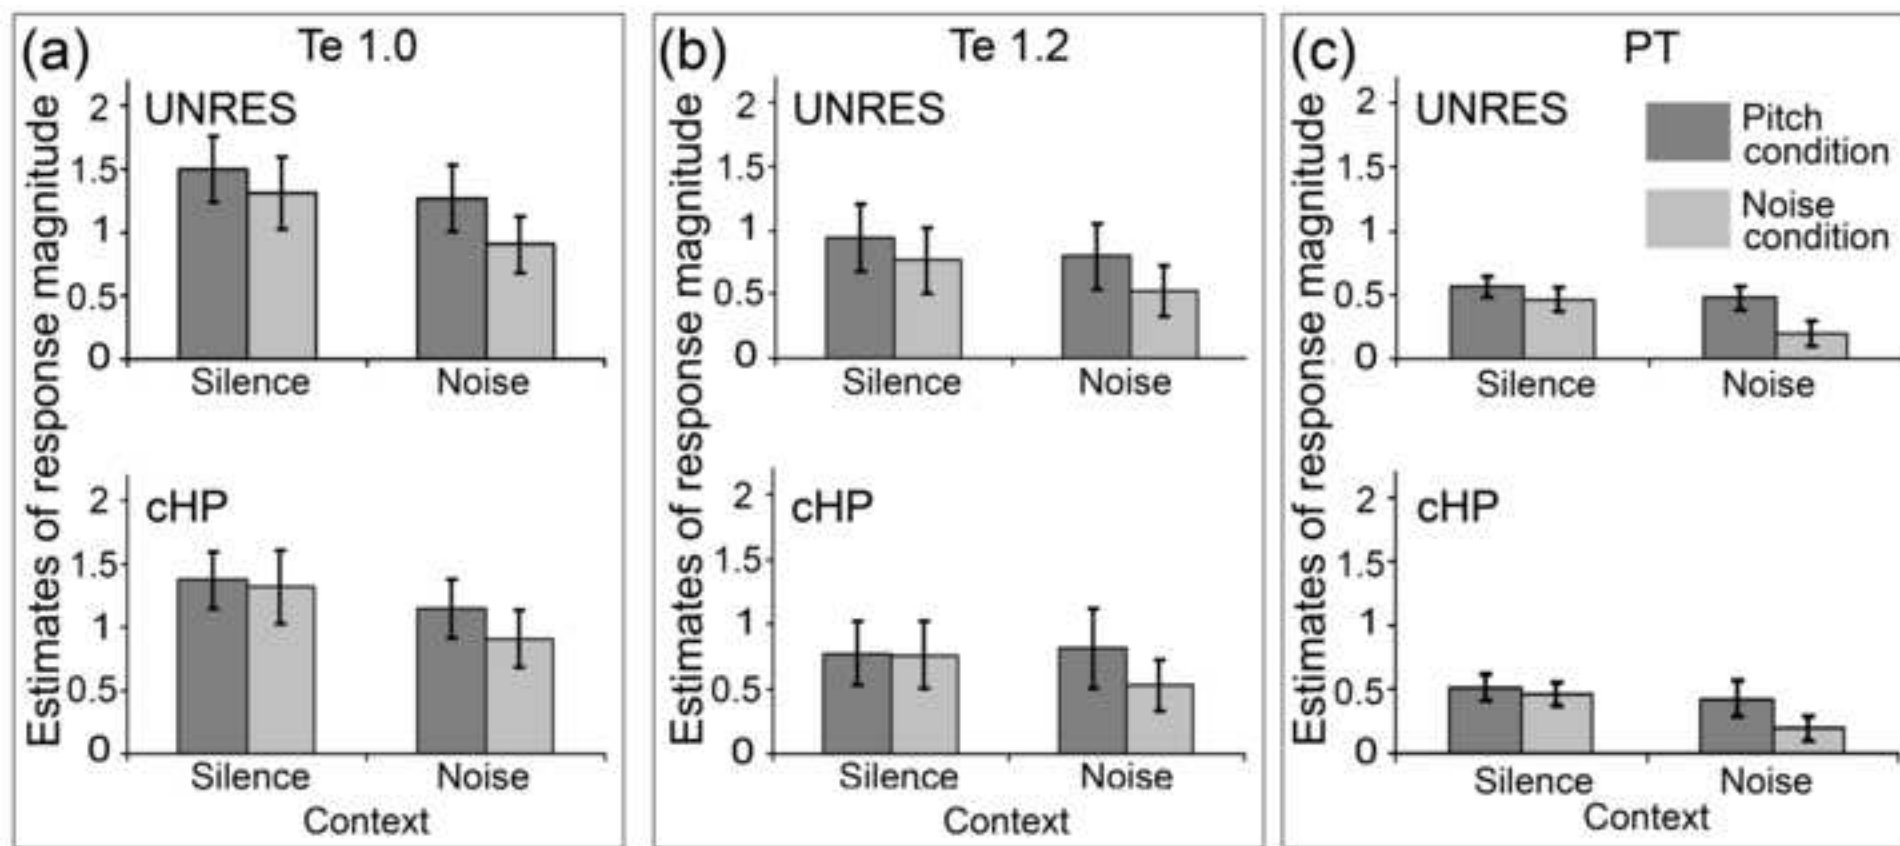 (a)
Te 1.0
Estimates of response magnitude
UNRES
2
1.5
1
0.5
0
Silence
Noise
cHP
2
1.5
1
0.5
0
Silence
Noise
Context
(b)
Te 1.2
Estimates of response magnitude
UNRES
2
1.5
1
0.5
0
Silence
Noise
cHP
2
1.5
1
0.5
0
Silence
Noise
Context
(c)
PT
Estimates of response magnitude
UNRES
Pitch
condition
Noise
condition
2
1.5
1
0.5
0
Silence
Noise
cHP
2
1.5
1
0.5
0
Silence
Noise
Context